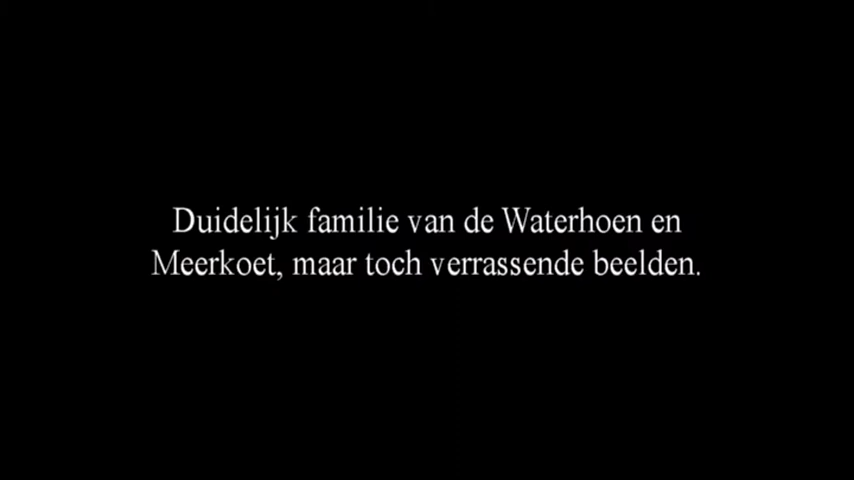 Duidelijk familie van de Waterhoen en
Meerkoet, maar toch verrassende beelden.